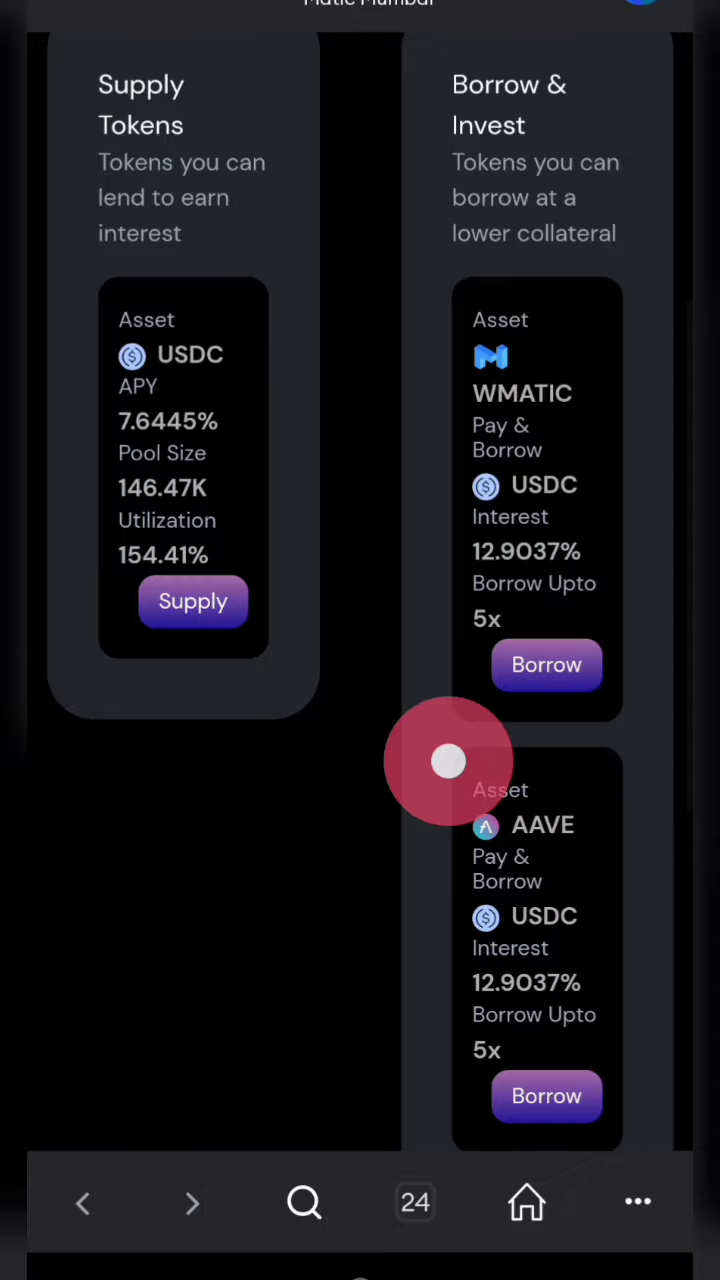 Matic Mumbai
Supply
Tokens
Tokens you can
lend to earn
interest
Asset
USDC
APY
7.6445%
Pool Size
146.47K
Utilization
154.41%
Supply
Borrow &
Invest
Tokens you can
borrow at a
lower collateral
Asset
WMATIC
Pay &
Borrow
USDC
Interest
12.9037%
Borrow Upto
5x
Borrow
Asset
AAVE
Pay &
Borrow
USDC
Interest
12.9037%
Borrow Upto
5x
Borrow
24